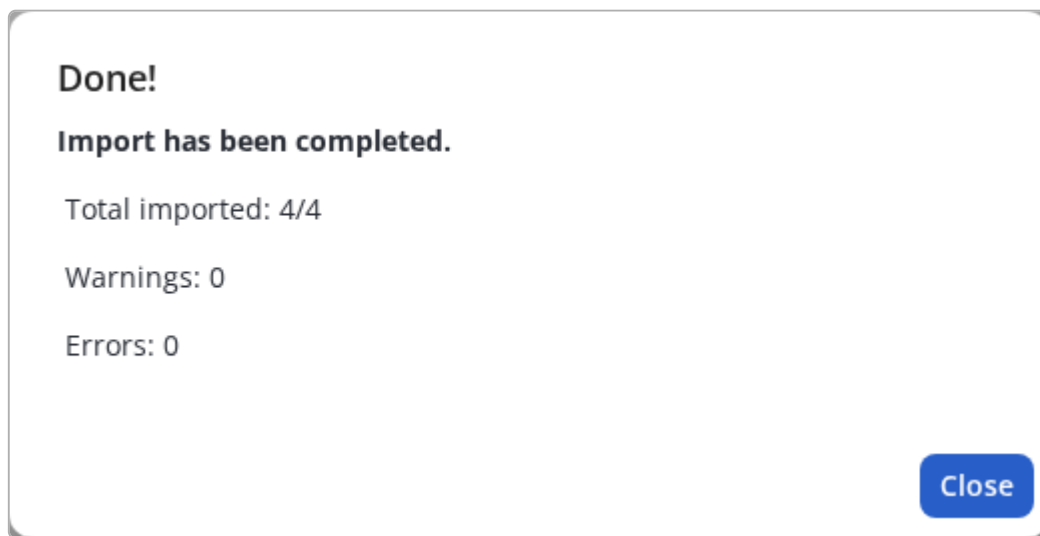 Done!
Import has been completed.
Total imported: 4/4
Warnings: 0
Errors: 0
Close